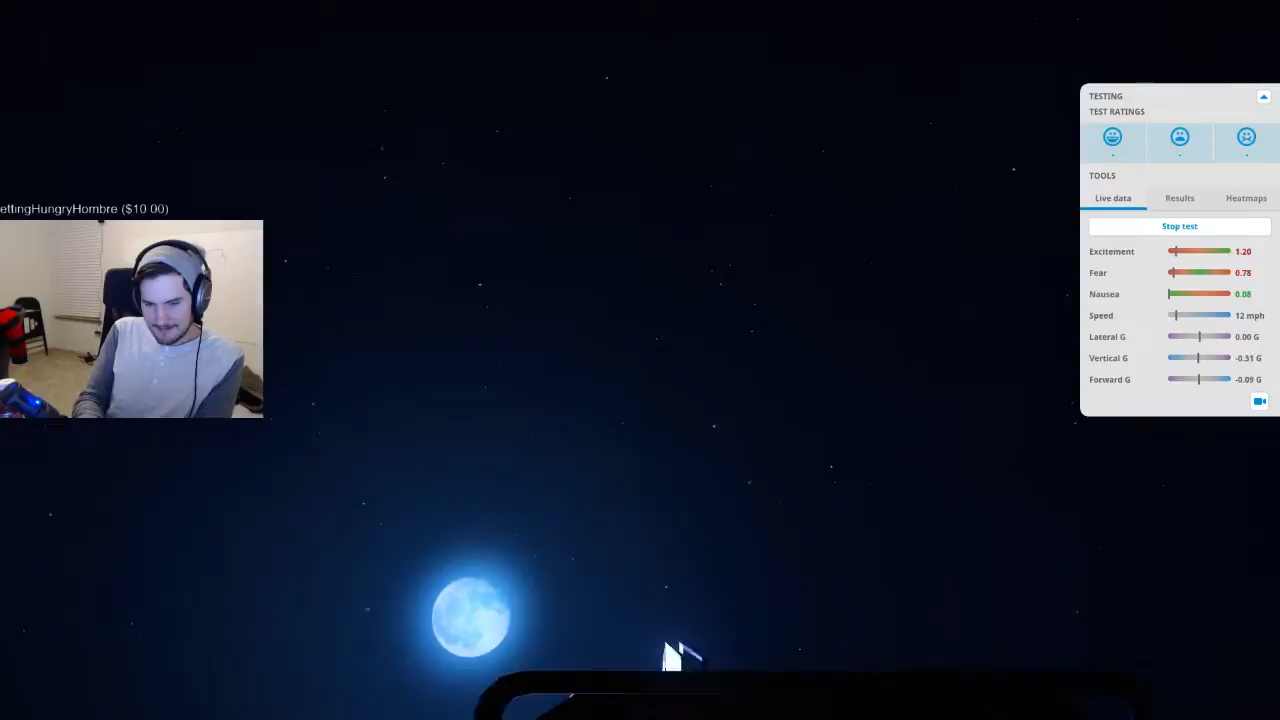 TESTING
TEST RATINGS
- - -
TOOLS
Live data Results Heatmaps
Stop test
Excitement 1.20
Fear 0.78
Nausea 0.08
Speed 12 mph
Lateral G 0.00 G
Vertical G -0.31 G
Forward G -0.09 G
ettingHungryHombre ($10.00)